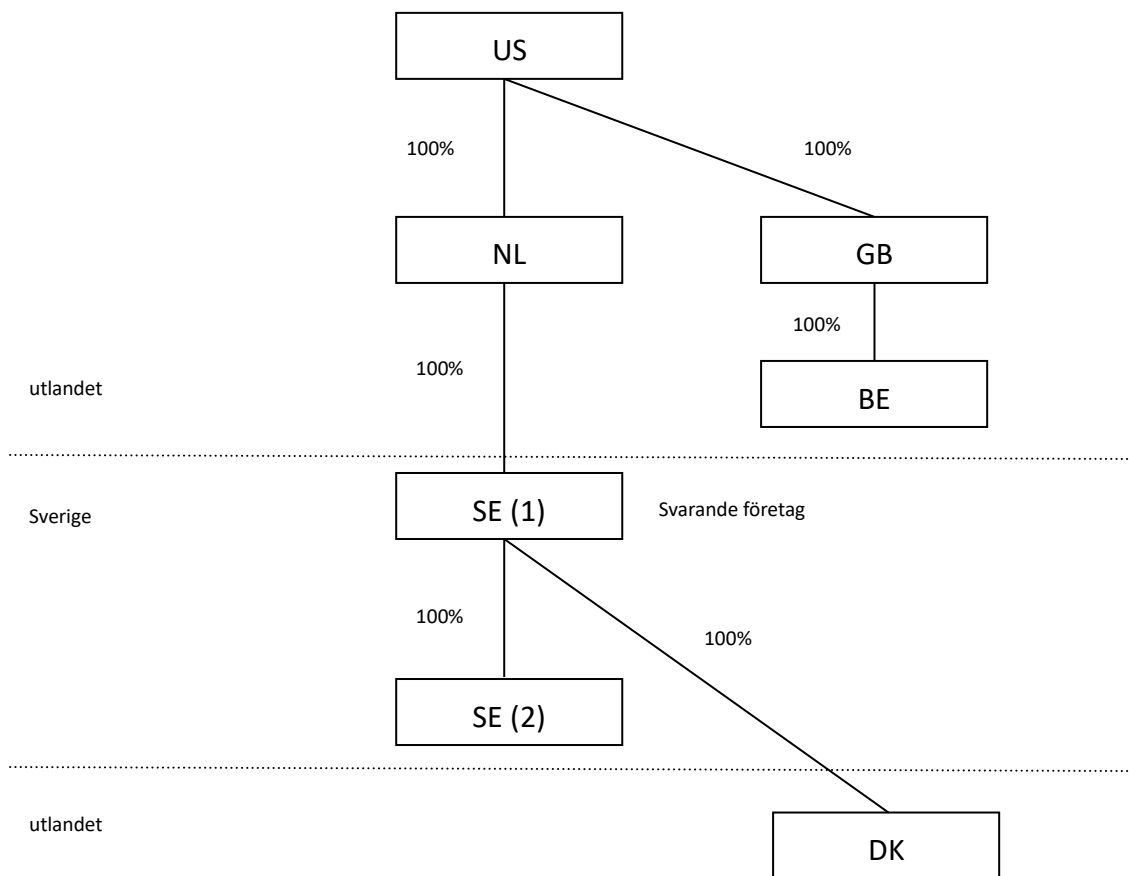 US
100%
100%
NL
GB
100%
100%
utlandet
BE
Sverige
SE (1)
Svarande företag
100%
100%
SE (2)
utlandet
DK